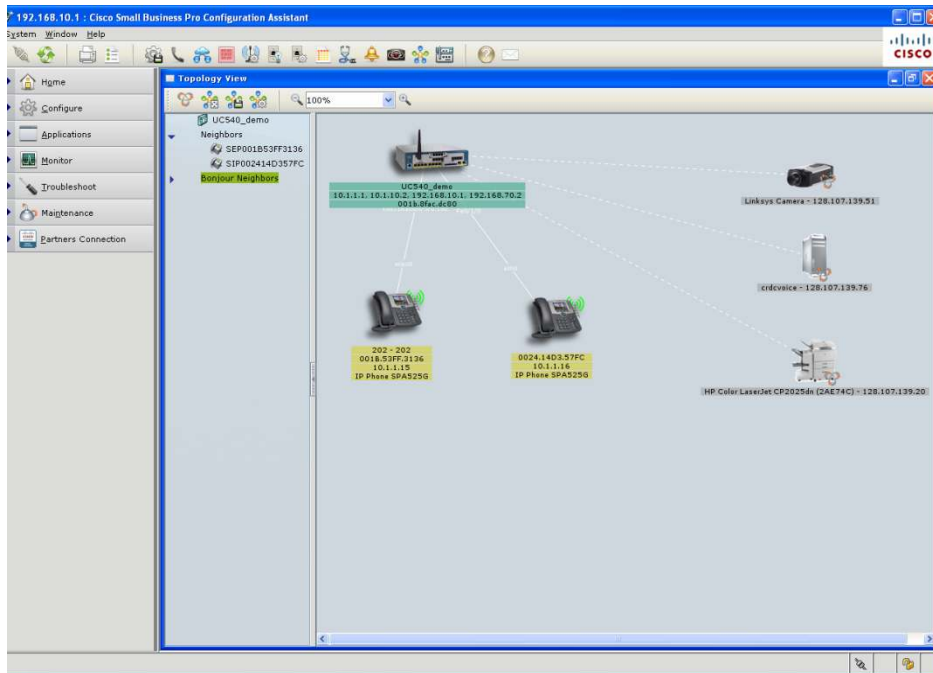 192.168.10.1 : Cisco Small Business Pro Configuration Assistant
System Window Help
CISCO
Home
Configure
Applications
Monitor
Troubleshoot
Maintenance
Partners Connection
Topology View
100%
UC540_demo
Neighbors
SEP001B53FF3136
SIP002414D357FC
Bonjour Neighbors
UC540_demo
10.1.1.1, 10.1.10.2, 192.168.10.1, 192.168.70.2
001b.8fac.dc80
Linksys Camera - 128.107.139.51
crdcvoice - 128.107.139.76
202 - 202
001B.53FF.3136
10.1.1.15
IP Phone SPA525G
0024.14D3.57FC
10.1.1.16
IP Phone SPA525G
HP Color LaserJet CP2025dn (2AE74C) - 128.107.139.20